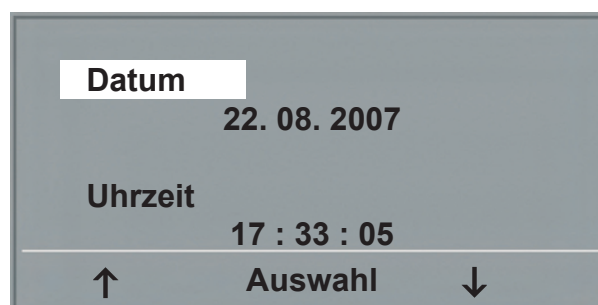 Datum
22. 08. 2007
Uhrzeit
17 : 33 : 05
↑ Auswahl ↓